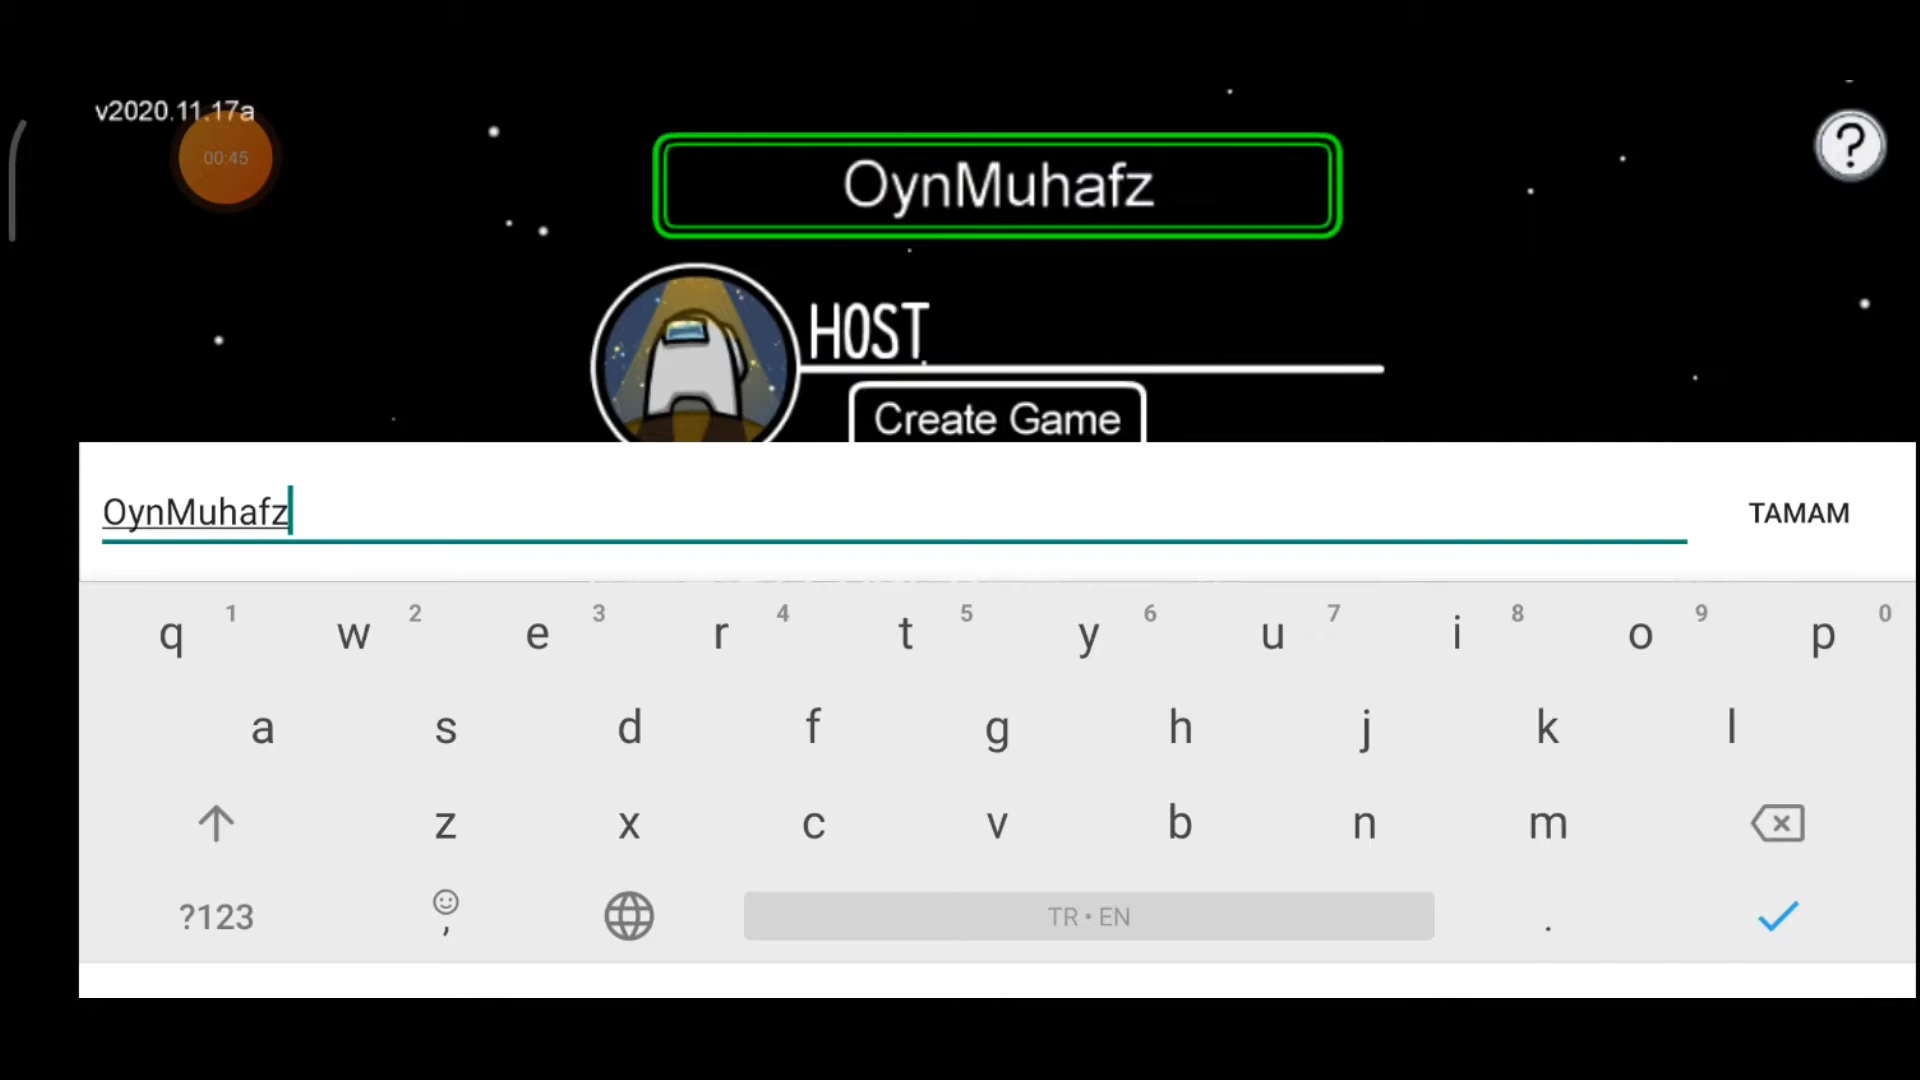 v2020.11.17a
00:45
OynMuhafz
?
HOST
Create Game
OynMuhafz
TAMAM
q 1 w 2 e 3 r 4 t 5 y 6 u 7 i 8 o 9 p 0
a s d f g h j k l
z x c v b n m
?123 , TR • EN .